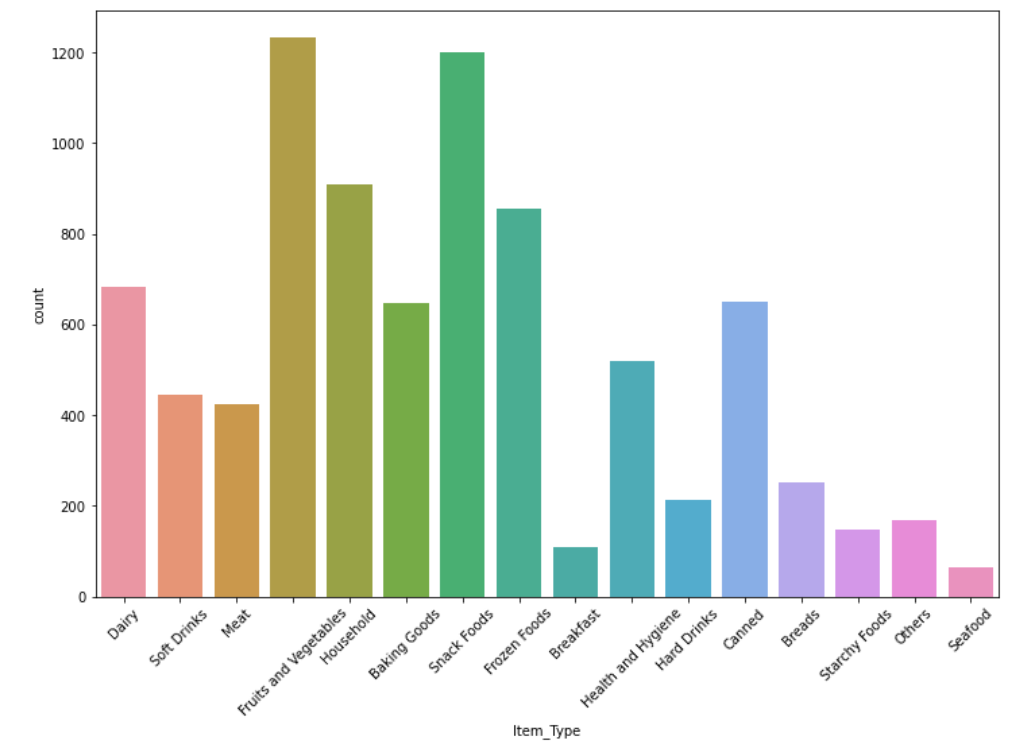 1200
1000
800
600
400
200
0
count
Dairy
Soft Drinks
Meat
Fruits and Vegetables
Household
Baking Goods
Snack Foods
Frozen Foods
Breakfast
Health and Hygiene
Hard Drinks
Canned
Breads
Starchy Foods
Others
Seafood
Item_Type